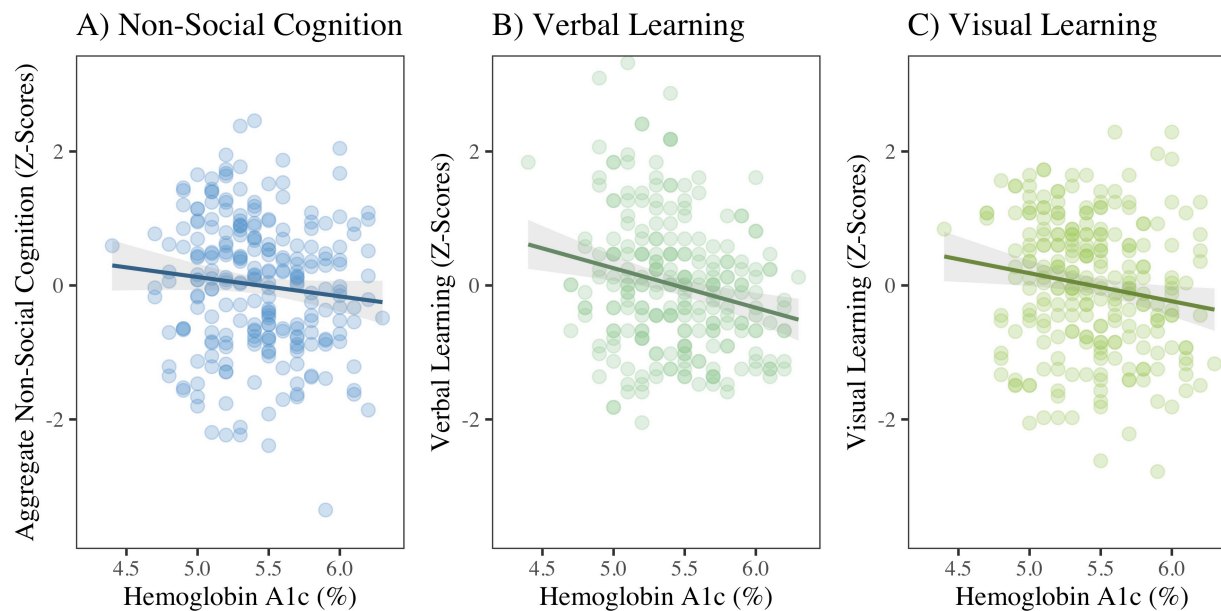 A) Non-Social Cognition
Aggregate Non-Social Cognition (Z-Scores)
2
0
-2
4.5 5.0 5.5 6.0
Hemoglobin A1c (%)
B) Verbal Learning
Verbal Learning (Z-Scores)
2
0
-2
4.5 5.0 5.5 6.0
Hemoglobin A1c (%)
C) Visual Learning
Visual Learning (Z-Scores)
2
0
-2
4.5 5.0 5.5 6.0
Hemoglobin A1c (%)